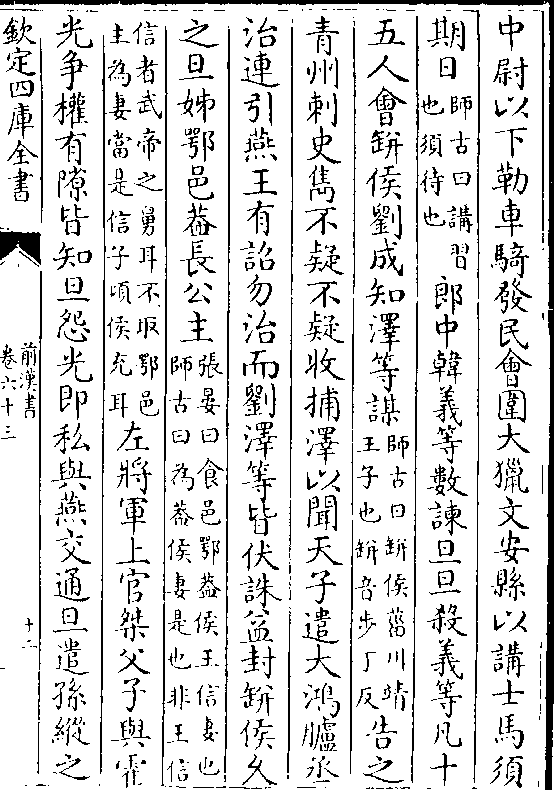 中尉以下勒車騎發民會圍大獵文安縣以講士馬須
期日師古曰講習也須待也郎中韓義等數諫旦旦殺義等凡十
五人會缾侯劉成知澤等謀師古曰缾侯菑川靖王子也缾音步丁反告之
青州刺史雋不疑不疑收捕澤以聞天子遣大鴻臚丞
治連引燕王有詔勿治而劉澤等皆伏誅益封缾侯久
之旦姊鄂邑葢長公主張晏曰食邑鄂葢侯王信妻也師古曰為葢侯妻是也非王信
信者武帝之舅耳不取鄂邑主為妻當是信子頃侯充耳左將軍上官桀父子與霍
光争權有隙皆知旦怨光即私與燕交通旦遣孫縱之
欽定四庫全書
前漢書
卷六十三
十二